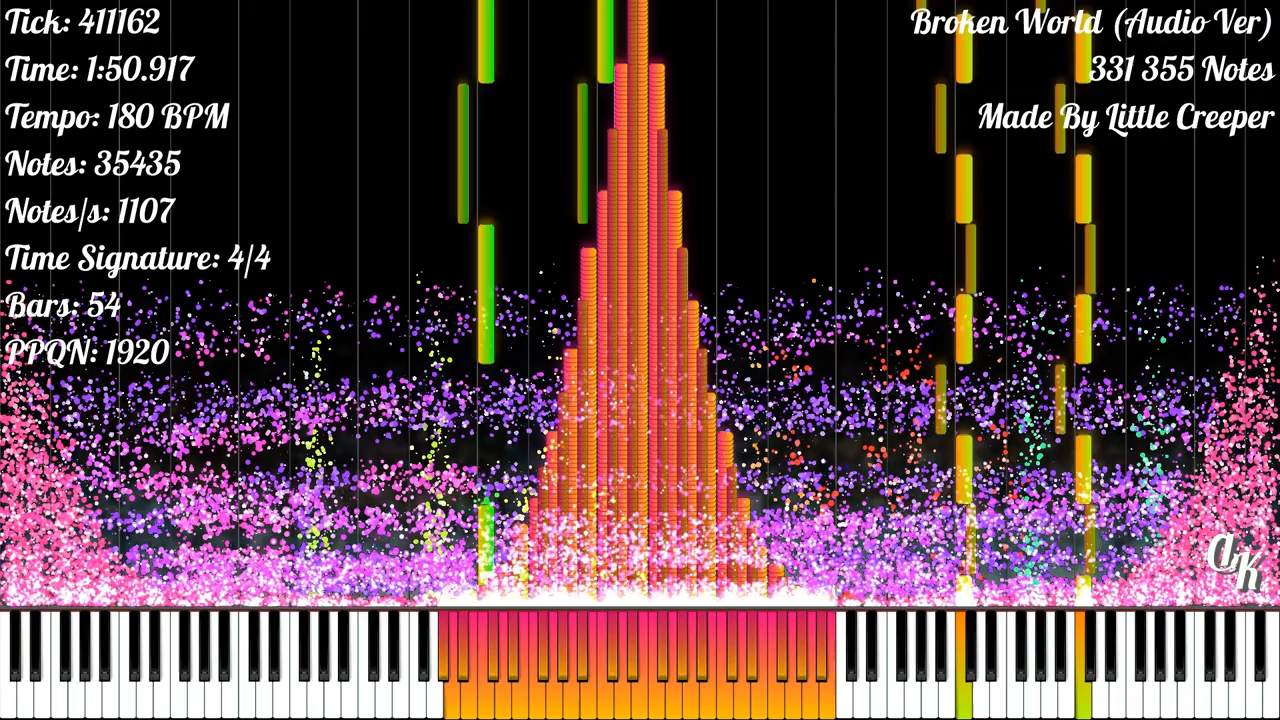 Tick: 411162
Time: 1:50.917
Tempo: 180 BPM
Notes: 35435
Notes/s: 1107
Time Signature: 4/4
Bars: 54
PPQN: 1920
Broken World (Audio Ver)
331 355 Notes
Made By Little Creeper
AK